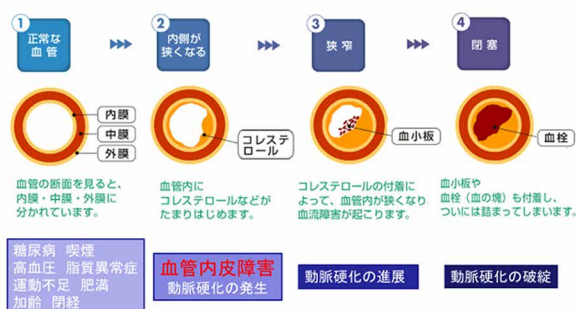 1
正常な
血管
2
内側が
狭くなる
3
狭窄
4
閉塞
内膜
中膜
外膜
コレステ
ロール
血小板
血栓
血管の断面を見ると、
内膜・中膜・外膜に
分かれています。
血管内に
コレステロールなどが
たまりはじめます。
コレステロールの付着に
よって、血管内が狭くなり
血流障害が起こります。
血小板や
血栓（血の塊）も付着し、
ついには詰まってしまいます。
糖尿病 喫煙
高血圧 脂質異常症
運動不足 肥満
加齢 閉経
血管内皮障害
動脈硬化の発生
動脈硬化の進展
動脈硬化の破綻